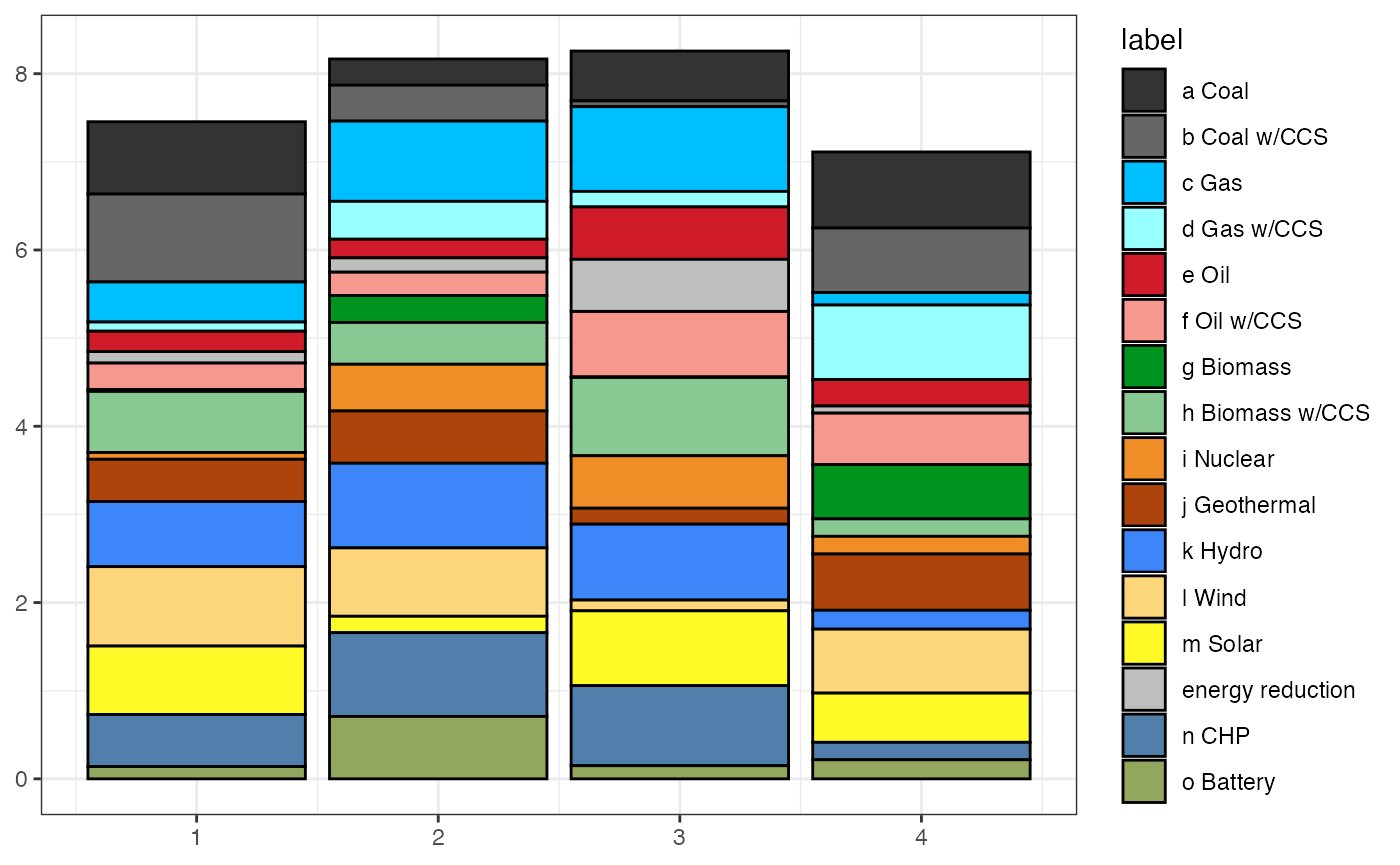 8
6
4
2
0
1 2 3 4
label
a Coal
b Coal w/CCS
c Gas
d Gas w/CCS
e Oil
f Oil w/CCS
g Biomass
h Biomass w/CCS
i Nuclear
j Geothermal
k Hydro
l Wind
m Solar
energy reduction
n CHP
o Battery